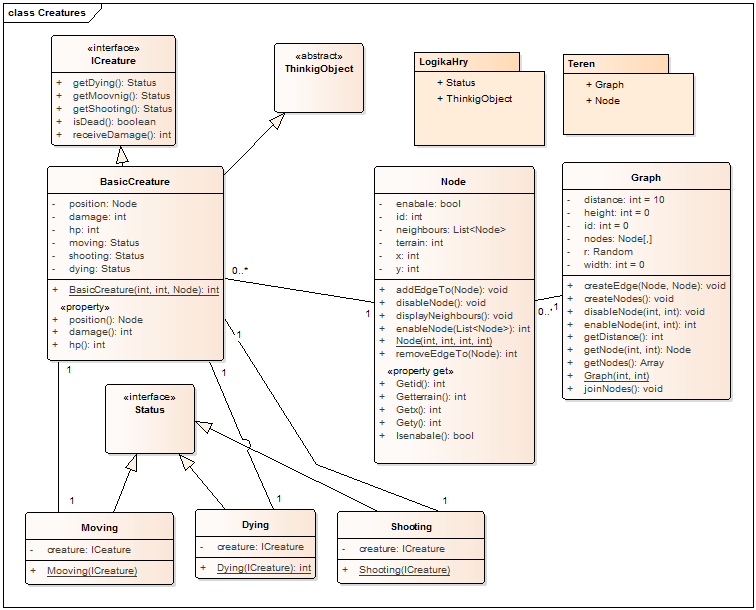 class Creatures
«interface»
ICreature
+ getDying(): Status
+ getMoovnig(): Status
+ getShooting(): Status
+ isDead(): boolean
+ receiveDamage(): int
«abstract»
ThinkigObject
LogikaHry
+ Status
+ ThinkigObject
Teren
+ Graph
+ Node
BasicCreature
- position: Node
- damage: int
- hp: int
- moving: Status
- shooting: Status
- dying: Status
+ BasicCreature(int, int, Node): int
«property»
+ position(): Node
+ damage(): int
+ hp(): int
Node
- enabale: bool
- id: int
- neighbours: List<Node>
- terrain: int
- x: int
- y: int
+ addEdgeTo(Node): void
+ disableNode(): void
+ displayNeighbours(): void
+ enableNode(List<Node>): int
+ Node(int, int, int, int)
+ removeEdgeTo(Node): int
«property get»
+ Getid(): int
+ Getterrain(): int
+ Getx(): int
+ Gety(): int
+ Isenabale(): bool
Graph
- distance: int = 10
- height: int = 0
- id: int = 0
- nodes: Node[,]
- r: Random
- width: int = 0
+ createEdge(Node, Node): void
+ createNodes(): void
+ disableNode(int, int): void
+ enableNode(int, int): int
+ getDistance(): int
+ getNode(int, int): Node
+ getNodes(): Array
+ Graph(int, int)
+ joinNodes(): void
0..*
1
0..*
1
1
1
1
«interface»
Status
1
1
1
Moving
- creature: ICeature
+ Mooving(ICreature)
Dying
- creature: ICreature
+ Dying(ICreature): int
Shooting
- creature: ICreature
+ Shooting(ICreature)